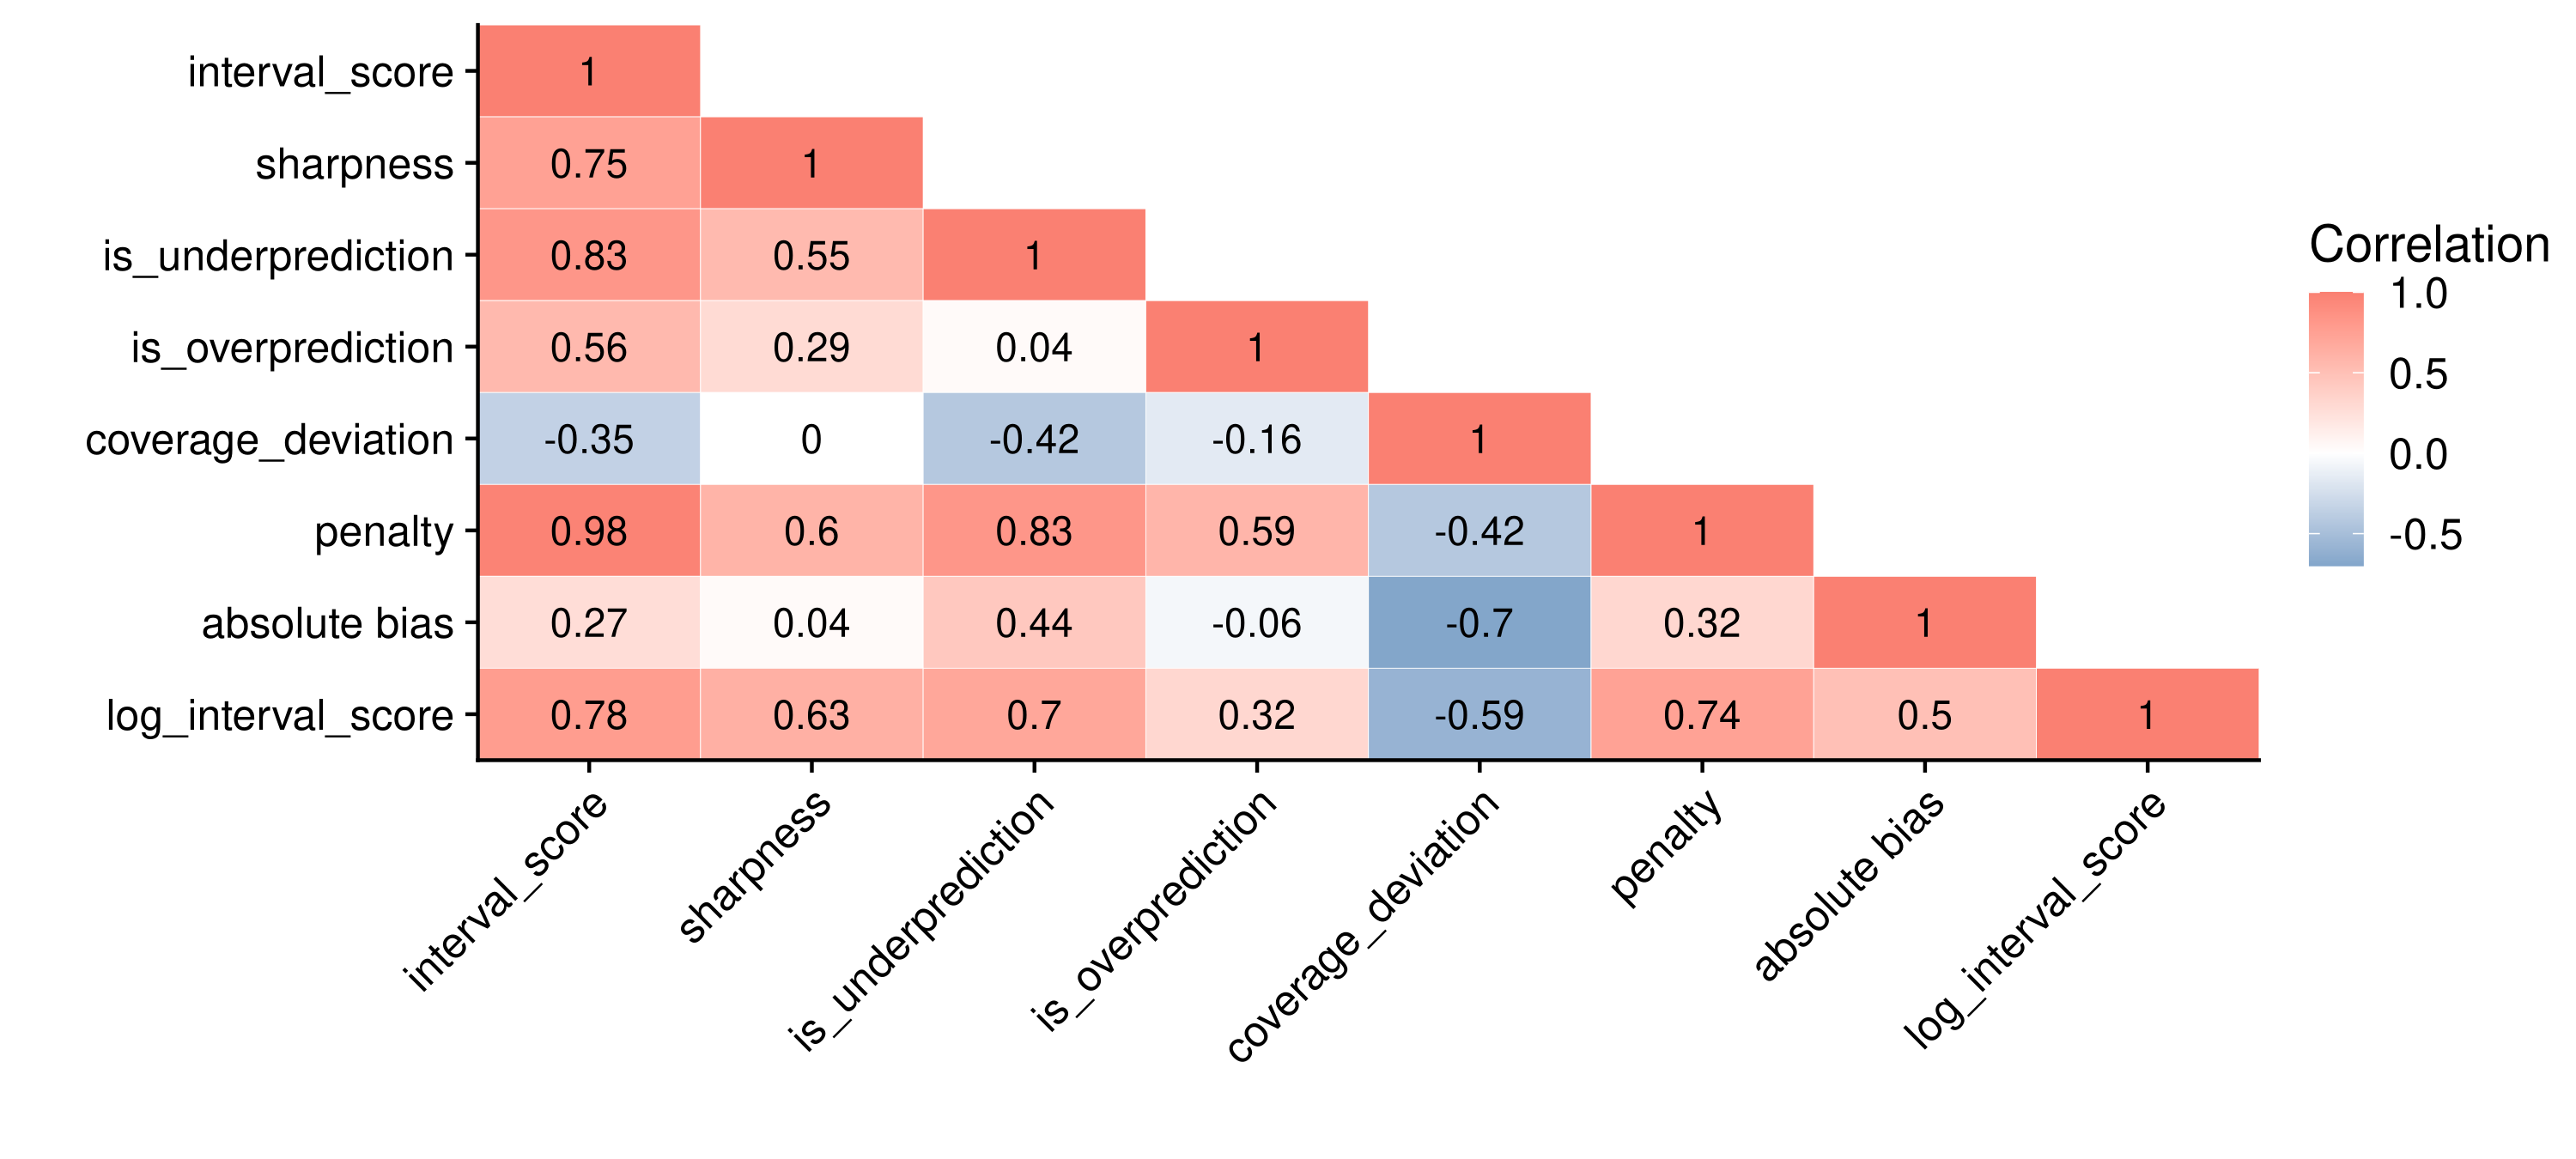 interval_score 1
sharpness 0.75 1
is_underprediction 0.83 0.55 1
Correlation
is_overprediction 0.56 0.29 0.04 1
1.0
0.5
0.0
-0.5
coverage_deviation -0.35 0 -0.42 -0.16 1
penalty 0.98 0.6 0.83 0.59 -0.42 1
absolute bias 0.27 0.04 0.44 -0.06 -0.7 0.32 1
log_interval_score 0.78 0.63 0.7 0.32 -0.59 0.74 0.5 1
interval_score
sharpness
is_underprediction
is_overprediction
coverage_deviation
penalty
absolute bias
log_interval_score